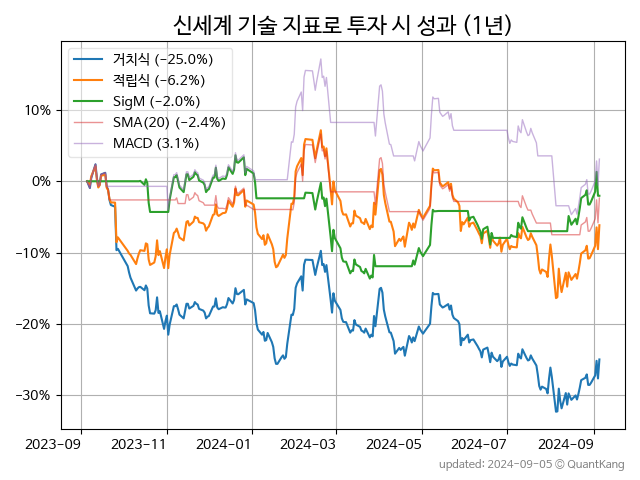 신세계 기술 지표로 투자 시 성과 (1년)
거치식 (−25.0%)
적립식 (−6.2%)
SigM (−2.0%)
SMA(20) (−2.4%)
MACD (3.1%)
10%
0%
−10%
−20%
−30%
2023-09 2023-11 2024-01 2024-03 2024-05 2024-07 2024-09
updated: 2024-09-05 © QuantKang